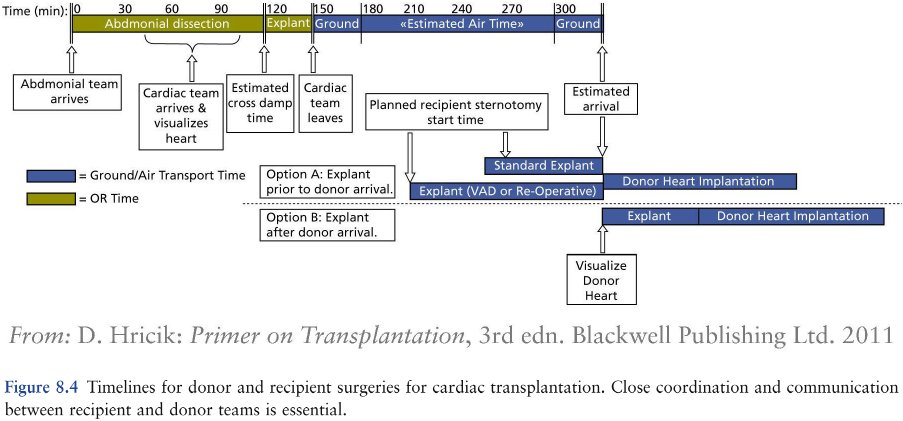 Time (min): 0 30 60 90 120 150 180 210 240 270 300
Abdmonial dissection Explant Ground «Estimated Air Time» Ground
Abdmonial team
arrives
Cardiac team
arrives &
visualizes
heart
Estimated
cross damp
time
Cardiac
team
leaves
Planned recipient sternotomy
start time
Estimated
arrival
= Ground/Air Transport Time
= OR Time
Option A: Explant
prior to donor arrival.
Standard Explant
Explant (VAD or Re-Operative)
Donor Heart Implantation
Option B: Explant
after donor arrival.
Explant Donor Heart Implantation
Visualize
Donor
Heart
From: D. Hricik: Primer on Transplantation, 3rd edn. Blackwell Publishing Ltd. 2011
Figure 8.4 Timelines for donor and recipient surgeries for cardiac transplantation. Close coordination and communication
between recipient and donor teams is essential.